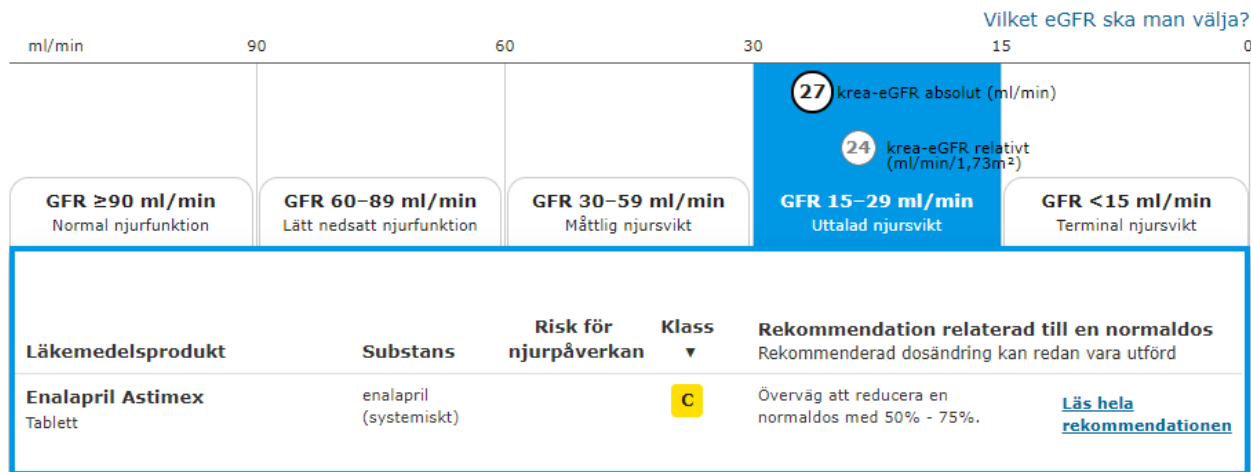 Vilket eGFR ska man välja?
ml/min 90 60 30 15 0
27 krea-eGFR absolut (ml/min)
24 krea-eGFR relativt
(ml/min/1,73m²)
GFR ≥90 ml/min GFR 60–89 ml/min GFR 30–59 ml/min GFR 15–29 ml/min GFR <15 ml/min
Normal njurfunktion Lätt nedsatt njurfunktion Måttlig njursvikt Uttalad njursvikt Terminal njursvikt
Risk för Klass Rekommendation relaterad till en normaldos
Läkemedelsprodukt Substans njurpåverkan ▼ Rekommenderad dosändring kan redan vara utförd
Enalapril Astimex enalapril C Överväg att reducera en Läs hela
Tablett (systemiskt) normaldos med 50% - 75%. rekommendationen